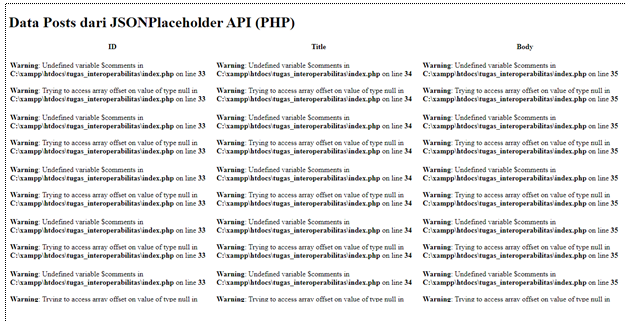 Data Posts dari JSONPlaceholder API (PHP)
ID Title Body
Warning: Undefined variable $comments in Warning: Undefined variable $comments in Warning: Undefined variable $comments in
C:\xampp\htdocs\tugas_interoperabilitas\index.php on line 33 C:\xampp\htdocs\tugas_interoperabilitas\index.php on line 34 C:\xampp\htdocs\tugas_interoperabilitas\index.php on line 35
Warning: Trying to access array offset on value of type null in Warning: Trying to access array offset on value of type null in Warning: Trying to access array offset on value of type null in
C:\xampp\htdocs\tugas_interoperabilitas\index.php on line 33 C:\xampp\htdocs\tugas_interoperabilitas\index.php on line 34 C:\xampp\htdocs\tugas_interoperabilitas\index.php on line 35
Warning: Undefined variable $comments in Warning: Undefined variable $comments in Warning: Undefined variable $comments in
C:\xampp\htdocs\tugas_interoperabilitas\index.php on line 33 C:\xampp\htdocs\tugas_interoperabilitas\index.php on line 34 C:\xampp\htdocs\tugas_interoperabilitas\index.php on line 35
Warning: Trying to access array offset on value of type null in Warning: Trying to access array offset on value of type null in Warning: Trying to access array offset on value of type null in
C:\xampp\htdocs\tugas_interoperabilitas\index.php on line 33 C:\xampp\htdocs\tugas_interoperabilitas\index.php on line 34 C:\xampp\htdocs\tugas_interoperabilitas\index.php on line 35
Warning: Undefined variable $comments in Warning: Undefined variable $comments in Warning: Undefined variable $comments in
C:\xampp\htdocs\tugas_interoperabilitas\index.php on line 33 C:\xampp\htdocs\tugas_interoperabilitas\index.php on line 34 C:\xampp\htdocs\tugas_interoperabilitas\index.php on line 35
Warning: Trying to access array offset on value of type null in Warning: Trying to access array offset on value of type null in Warning: Trying to access array offset on value of type null in
C:\xampp\htdocs\tugas_interoperabilitas\index.php on line 33 C:\xampp\htdocs\tugas_interoperabilitas\index.php on line 34 C:\xampp\htdocs\tugas_interoperabilitas\index.php on line 35
Warning: Undefined variable $comments in Warning: Undefined variable $comments in Warning: Undefined variable $comments in
C:\xampp\htdocs\tugas_interoperabilitas\index.php on line 33 C:\xampp\htdocs\tugas_interoperabilitas\index.php on line 34 C:\xampp\htdocs\tugas_interoperabilitas\index.php on line 35
Warning: Trying to access array offset on value of type null in Warning: Trying to access array offset on value of type null in Warning: Trying to access array offset on value of type null in
C:\xampp\htdocs\tugas_interoperabilitas\index.php on line 33 C:\xampp\htdocs\tugas_interoperabilitas\index.php on line 34 C:\xampp\htdocs\tugas_interoperabilitas\index.php on line 35
Warning: Undefined variable $comments in Warning: Undefined variable $comments in Warning: Undefined variable $comments in
C:\xampp\htdocs\tugas_interoperabilitas\index.php on line 33 C:\xampp\htdocs\tugas_interoperabilitas\index.php on line 34 C:\xampp\htdocs\tugas_interoperabilitas\index.php on line 35
Warning: Trying to access array offset on value of type null in Warning: Trying to access array offset on value of type null in Warning: Trying to access array offset on value of type null in